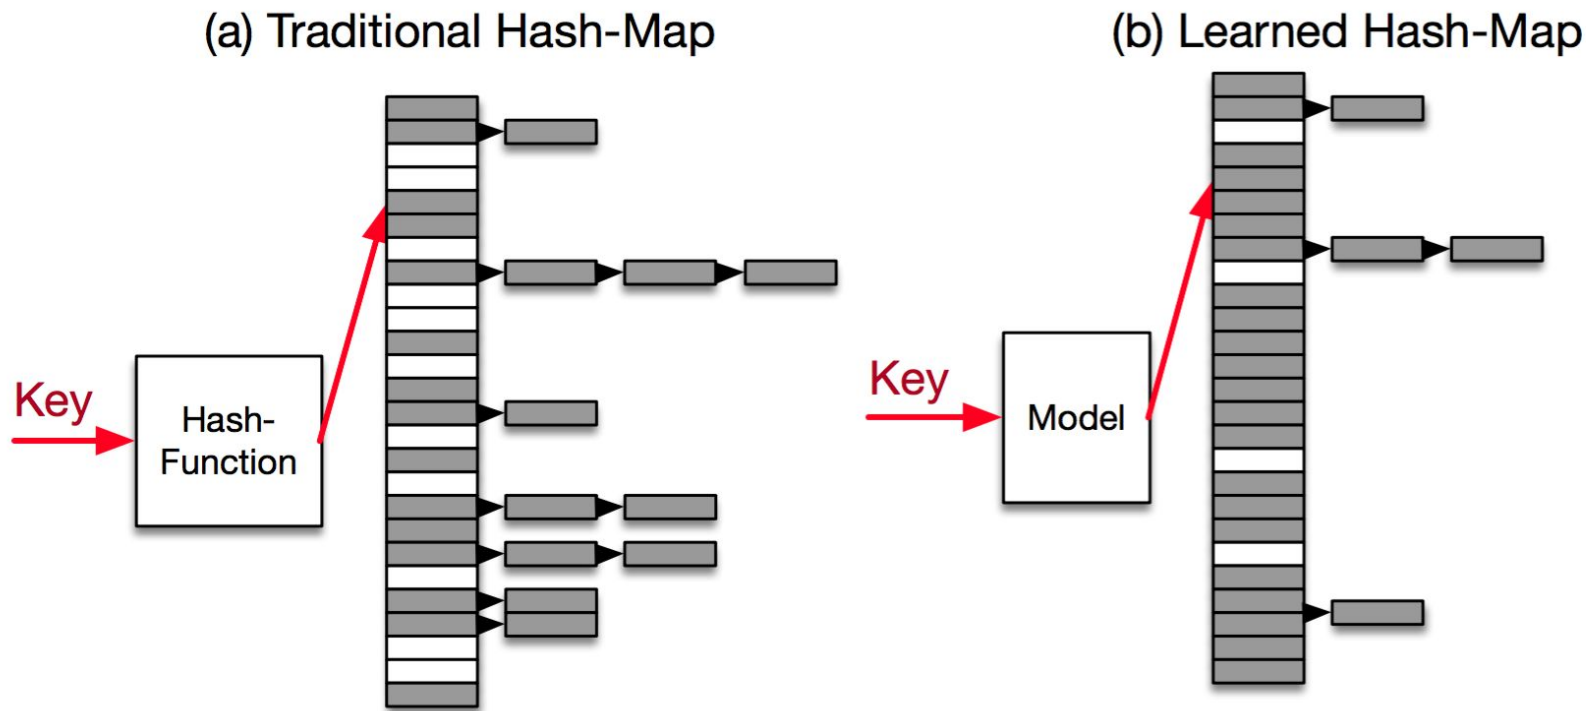 (a) Traditional Hash-Map
Key
Hash-
Function
(b) Learned Hash-Map
Key
Model